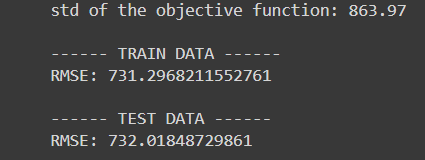 std of the objective function: 863.97
------ TRAIN DATA ------
RMSE: 731.2968211552761
------ TEST DATA ------
RMSE: 732.01848729861